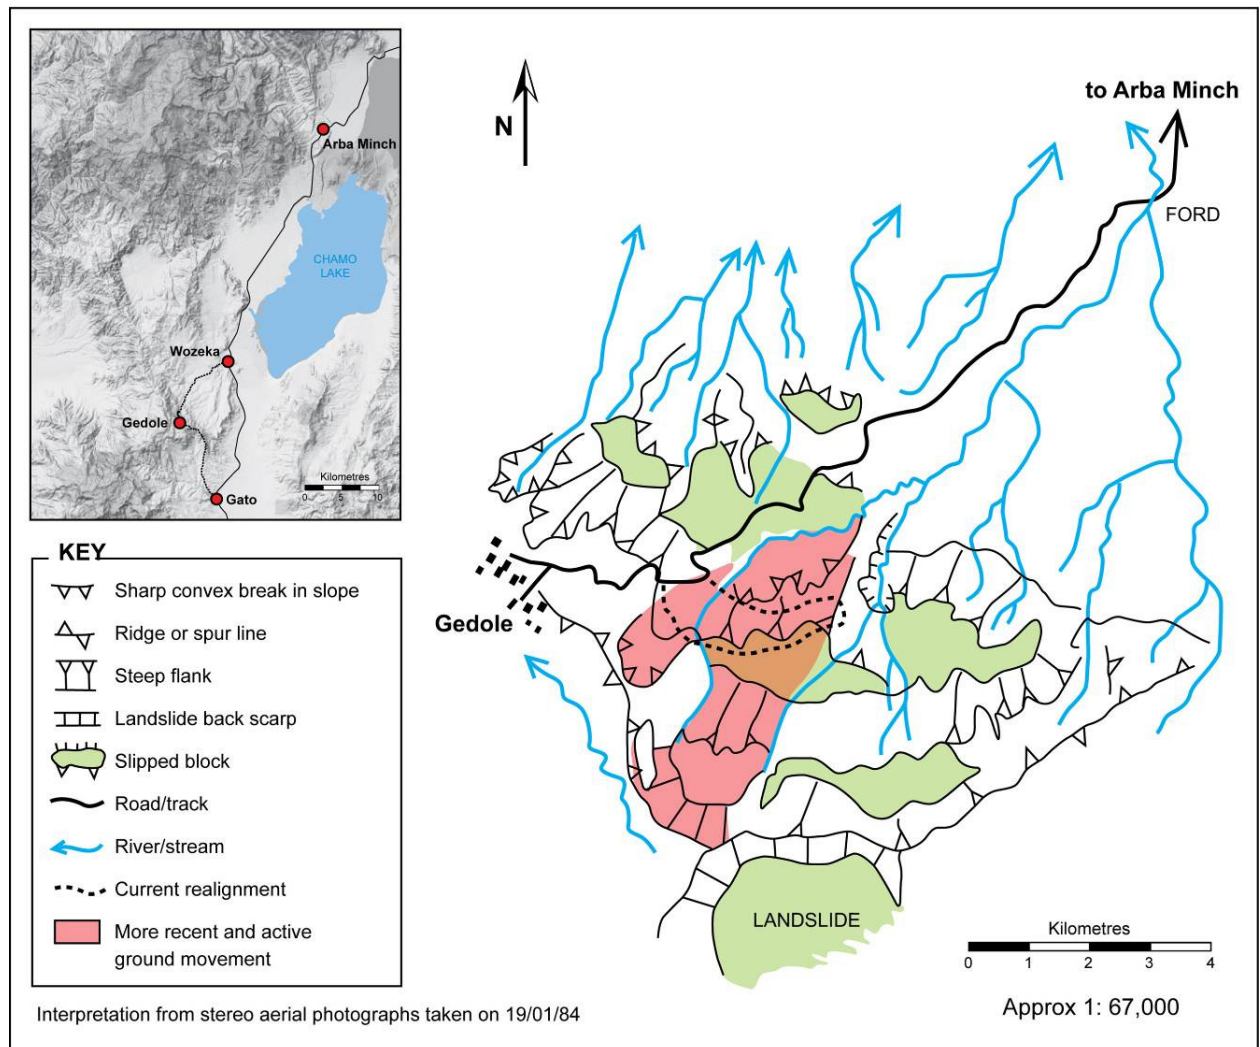 Arba Minch
CHAMO
LAKE
Wozeka
Gedole
Kilometres
0 5 10
Gato
N
to Arba Minch
FORD
Gedole
LANDSLIDE
KEY
Sharp convex break in slope
Ridge or spur line
Steep flank
Landslide back scarp
Slipped block
Road/track
River/stream
Current realignment
More recent and active
ground movement
Kilometres
0 1 2 3 4
Approx 1: 67,000
Interpretation from stereo aerial photographs taken on 19/01/84